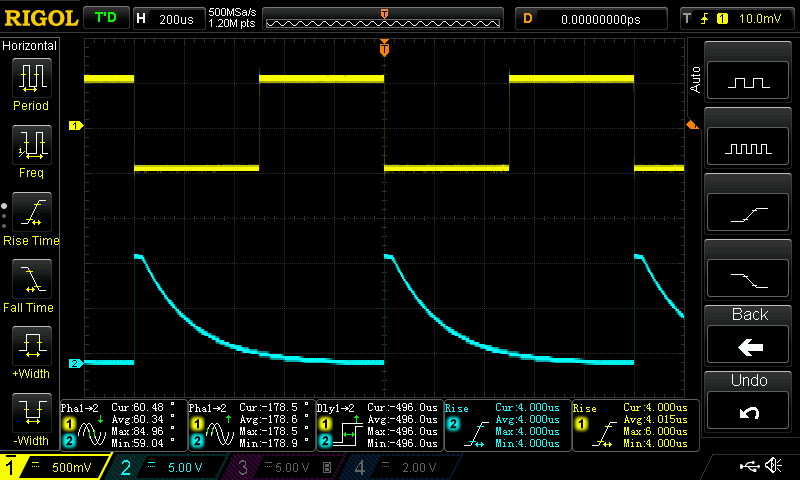 RIGOL T'D H 200us 500MSa/s 1.20M pts T D 0.00000000ps T 1 10.0mV
Horizontal
Period
Freq
Rise Time
Fall Time
+Width
-Width
T
1
2
T
Auto
Back
Undo
Pha1→2 1 2 Cur:60.48 °
Avg:60.34 °
Max:84.96 °
Min:59.04 °
Pha1→2 1 2 Cur:-178.5 °
Avg:-178.6 °
Max:-178.5 °
Min:-178.9 °
Dly1→2 1 2 Cur:-496.0us
Avg:-496.0us
Max:-496.0us
Min:-496.0us
Rise 2 Cur:4.000us
Avg:4.000us
Max:4.000us
Min:4.000us
Rise 1 Cur:4.000us
Avg:4.015us
Max:6.000us
Min:4.000us
1 500mV 2 5.00 V 3 5.00 V B 4 2.00 V